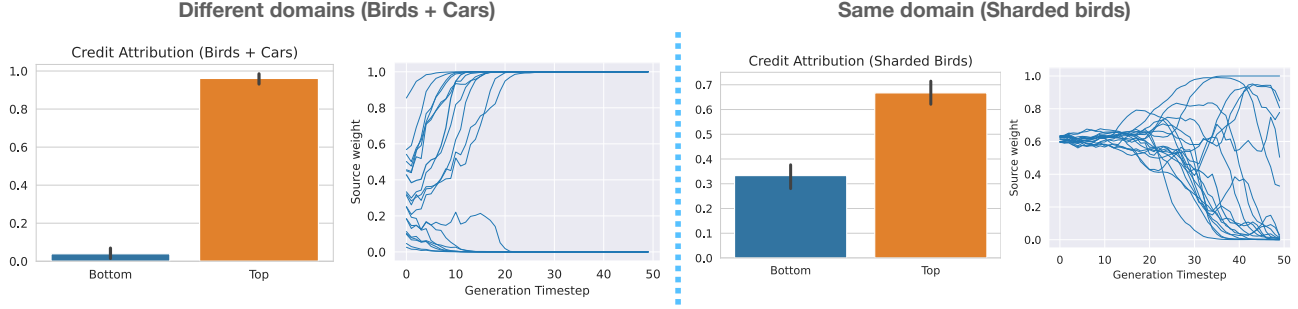 Different domains (Birds + Cars)
Credit Attribution (Birds + Cars)
1.0
0.8
0.6
0.4
0.2
0.0
Bottom Top
Source weight
1.0
0.8
0.6
0.4
0.2
0.0
0 10 20 30 40 50
Generation Timestep
Same domain (Sharded birds)
Credit Attribution (Sharded Birds)
0.7
0.6
0.5
0.4
0.3
0.2
0.1
0.0
Bottom Top
Source weight
1.0
0.8
0.6
0.4
0.2
0.0
0 10 20 30 40 50
Generation Timestep